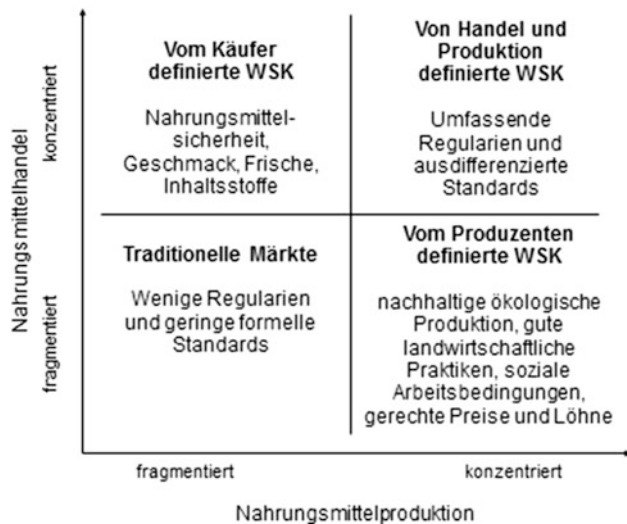 Nahrungsmittelhandel
konzentriert
fragmentiert
Vom Käufer
definierte WSK
Nahrungsmittel-
sicherheit,
Geschmack, Frische,
Inhaltsstoffe
Von Handel und
Produktion
definierte WSK
Umfassende
Regularien und
ausdifferenzierte
Standards
Traditionelle Märkte
Wenige Regularien
und geringe formelle
Standards
Vom Produzenten
definierte WSK
nachhaltige ökologische
Produktion, gute
landwirtschaftliche
Praktiken, soziale
Arbeitsbedingungen,
gerechte Preise und Löhne
fragmentiert
konzentriert
Nahrungsmittelproduktion